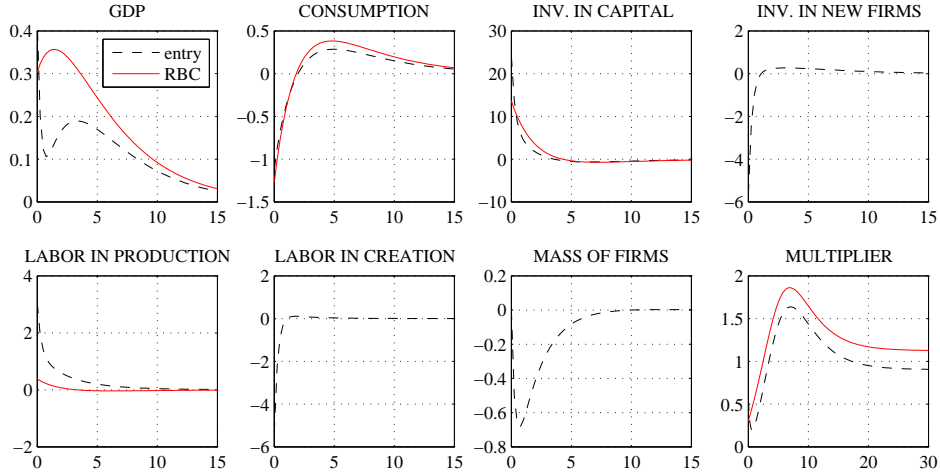 GDP CONSUMPTION INV. IN CAPITAL INV. IN NEW FIRMS
0.4 0.5 30 2
entry
RBC
0.3 0 20 0
0.2 −0.5 10 −2
0.1 −1 0 −4
0 −1.5 −10 −6
0 5 10 15 0 5 10 15 0 5 10 15 0 5 10 15
LABOR IN PRODUCTION LABOR IN CREATION MASS OF FIRMS MULTIPLIER
4 2 0.2 2
0 0
2 1.5
−2 −0.2
1
−0.4
0 −4 0.5
−0.6
−2 −6 −0.8 0
0 5 10 15 0 5 10 15 0 5 10 15 0 10 20 30